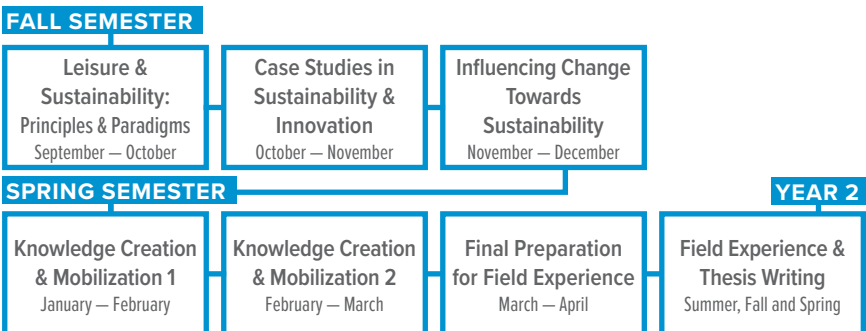 FALL SEMESTER
Leisure &
Sustainability:
Principles & Paradigms
September — October
Case Studies in
Sustainability &
Innovation
October — November
Influencing Change
Towards
Sustainability
November — December
SPRING SEMESTER
Knowledge Creation
& Mobilization 1
January — February
Knowledge Creation
& Mobilization 2
February — March
Final Preparation
for Field Experience
March — April
YEAR 2
Field Experience &
Thesis Writing
Summer, Fall and Spring